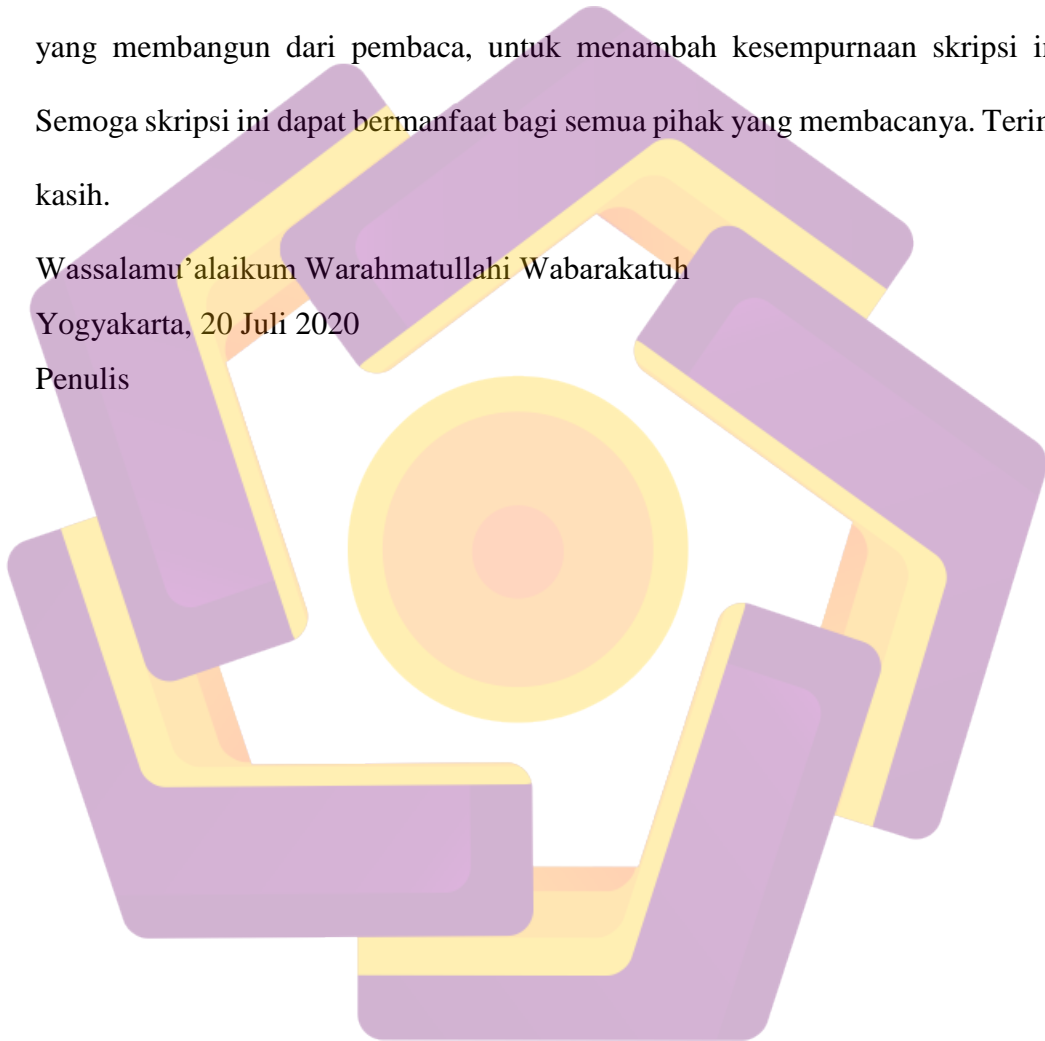 yang membangun dari pembaca, untuk menambah kesempurnaan skripsi
Semoga skripsi ini dapat bermanfaat bagi semua pihak yang membacanya.
kasih.
Wassalamu’alaikum Warahmatullahi Wabarakatuh
Yogyakarta, 20 Juli 2020
Penulis